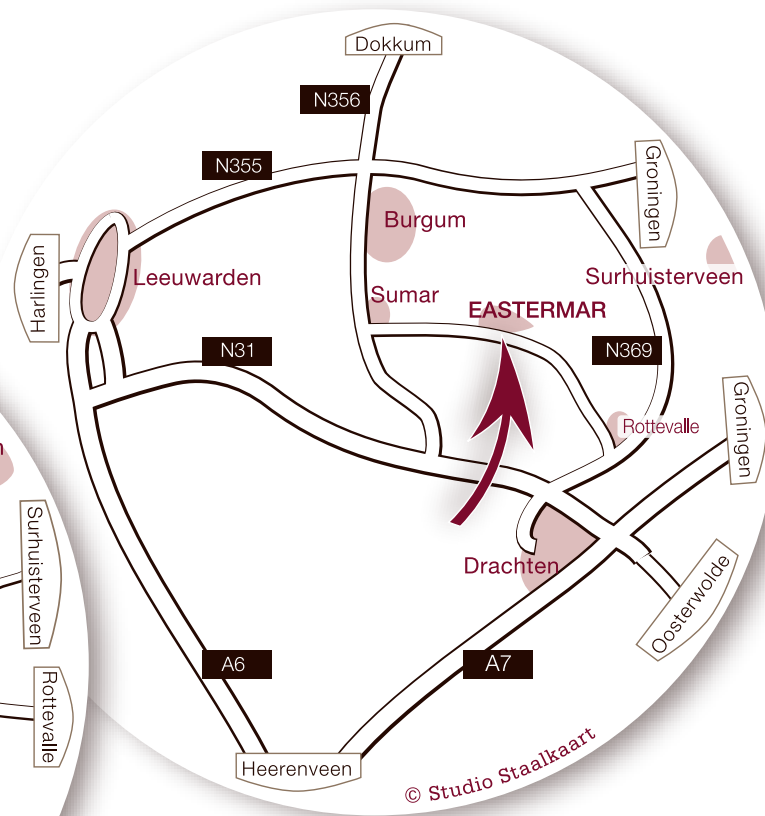 Dokkum
N356
N355
Groningen
Burgum
Harlingen
Leeuwarden
Surhuisterveen
Sumar
EASTERMAR
N31
N369
Groningen
Rottevalle
Surhuisterveen
Drachten
Oosterwolde
Rottevalle
A6
A7
Heerenveen
© Studio Staalkaart